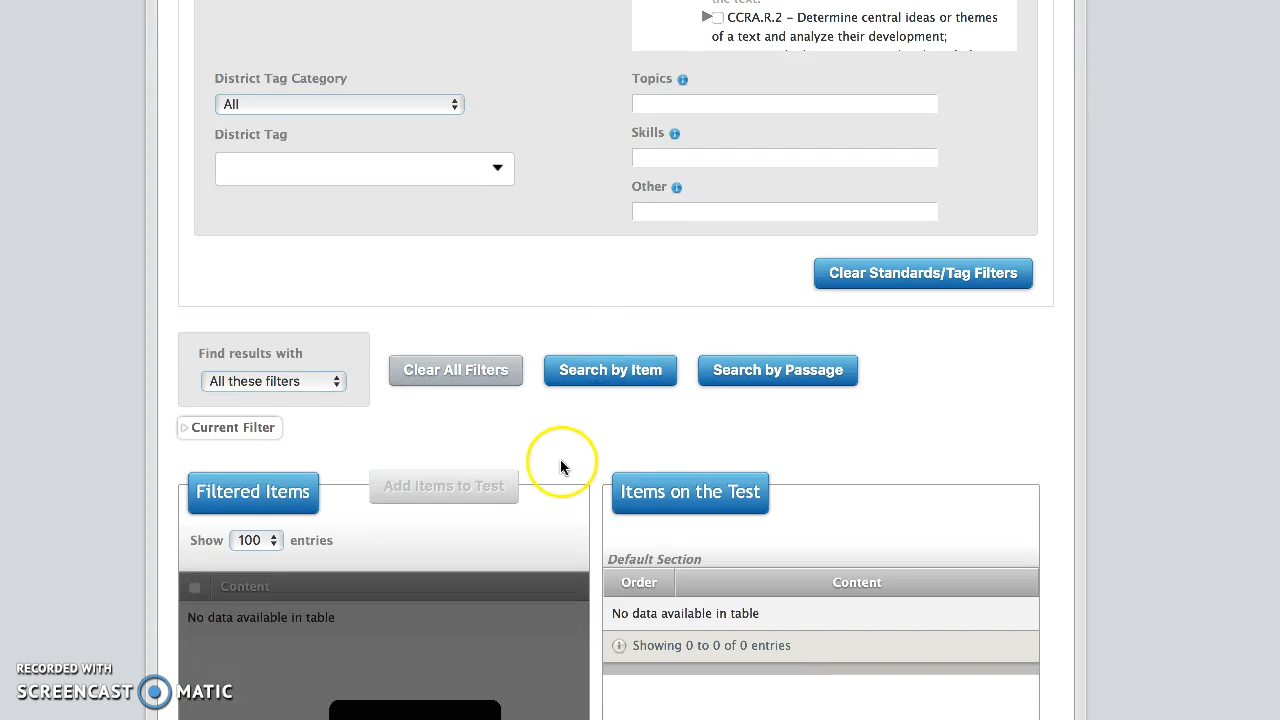 the text.
CCRA.R.2 – Determine central ideas or themes
of a text and analyze their development;
District Tag Category
All
District Tag
Topics
Skills
Other
Clear Standards/Tag Filters
Find results with
All these filters
Clear All Filters
Search by Item
Search by Passage
Current Filter
Filtered Items
Add Items to Test
Show 100 entries
Content
No data available in table
Items on the Test
Default Section
Order Content
No data available in table
Showing 0 to 0 of 0 entries
RECORDED WITH
SCREENCAST MATIC